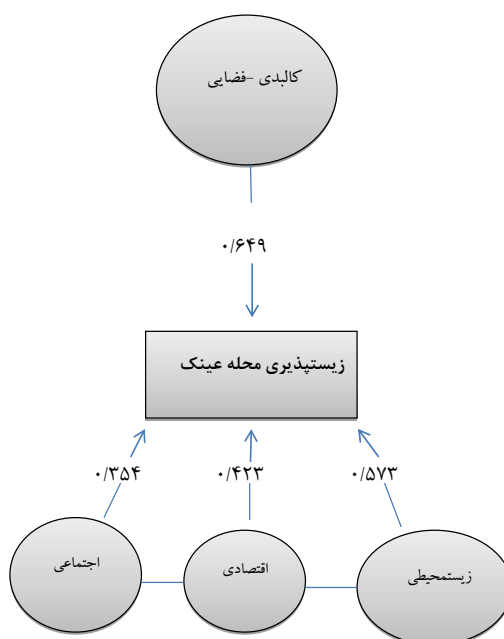 کالبدی –فضایی
۰/۶۴۹
زیستپذیری محله عینک
۰/۳۵۴
۰/۴۲۳
۰/۵۷۳
اجتماعی
اقتصادی
زیستمحیطی